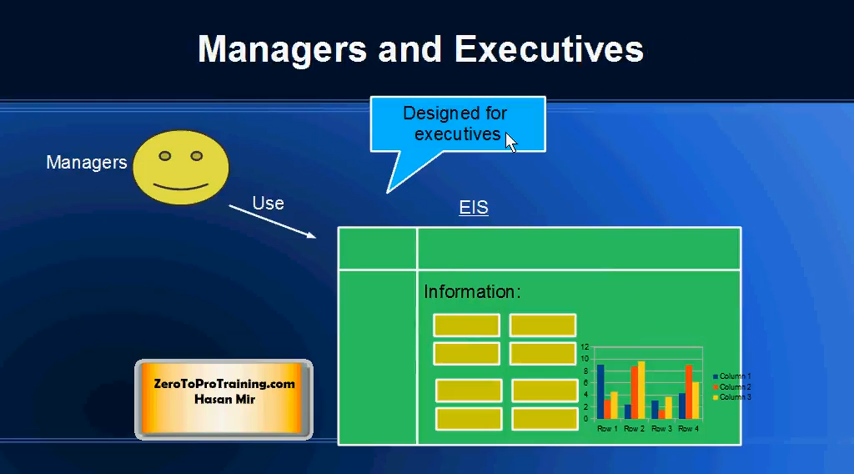 Managers and Executives
Designed for
executives
Managers
Use
EIS
Information:
12
10
8
6
4
2
0
Row 1 Row 2 Row 3 Row 4
Column 1
Column 2
Column 3
ZeroToProTraining.com
Hasan Mir